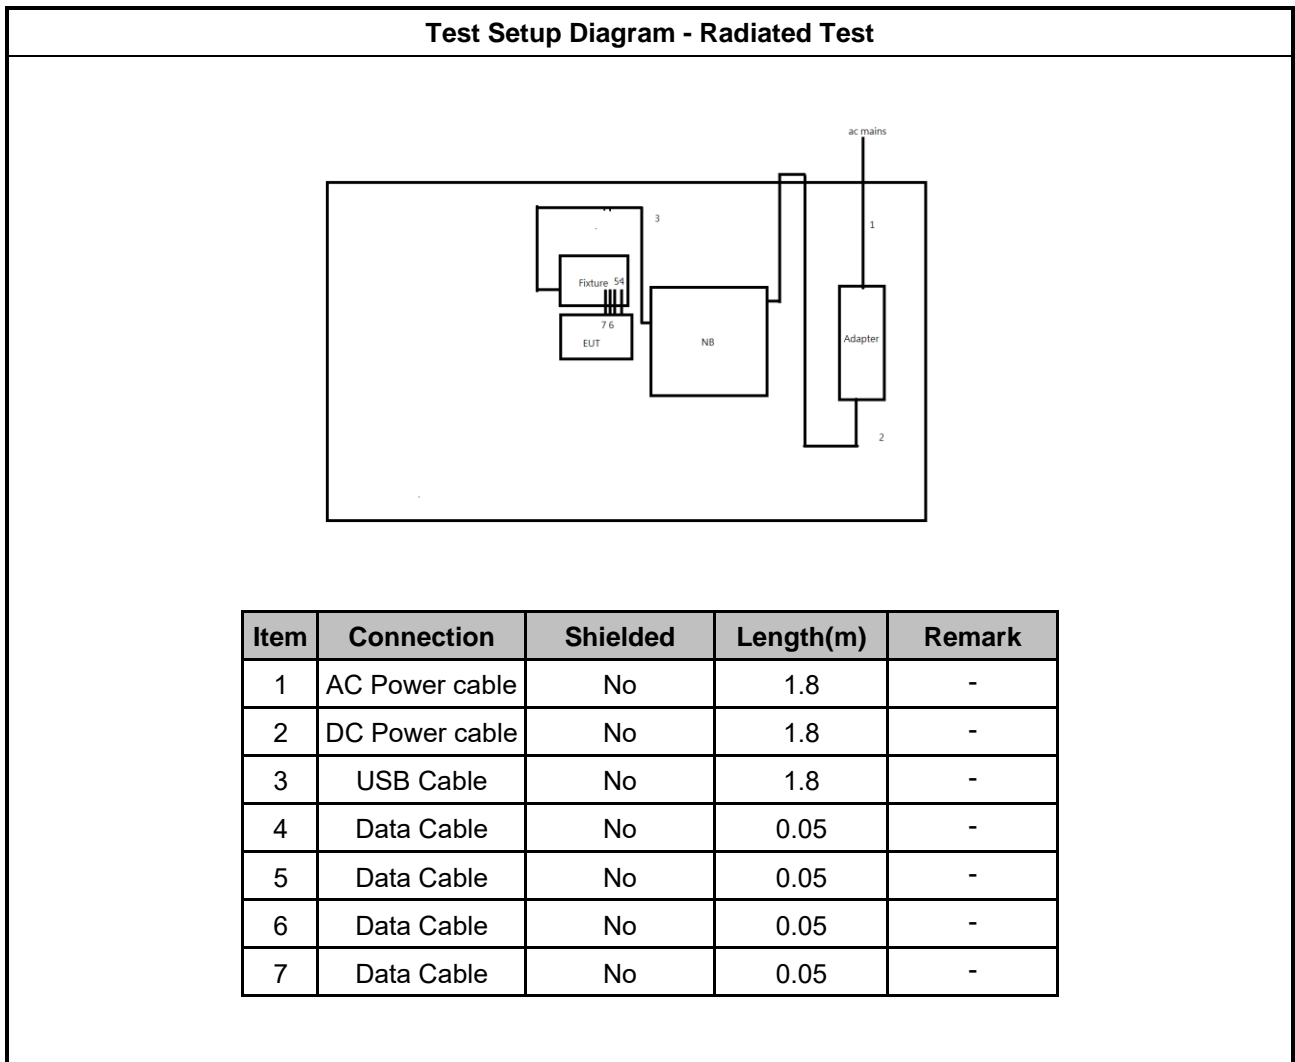 Test Setup Diagram - Radiated Test
ac mains
3
1
Fixture 54
7 6
EUT
NB
Adapter
2
Item Connection Shielded Length(m) Remark
1 AC Power cable No 1.8 -
2 DC Power cable No 1.8 -
3 USB Cable No 1.8 -
4 Data Cable No 0.05 -
5 Data Cable No 0.05 -
6 Data Cable No 0.05 -
7 Data Cable No 0.05 -